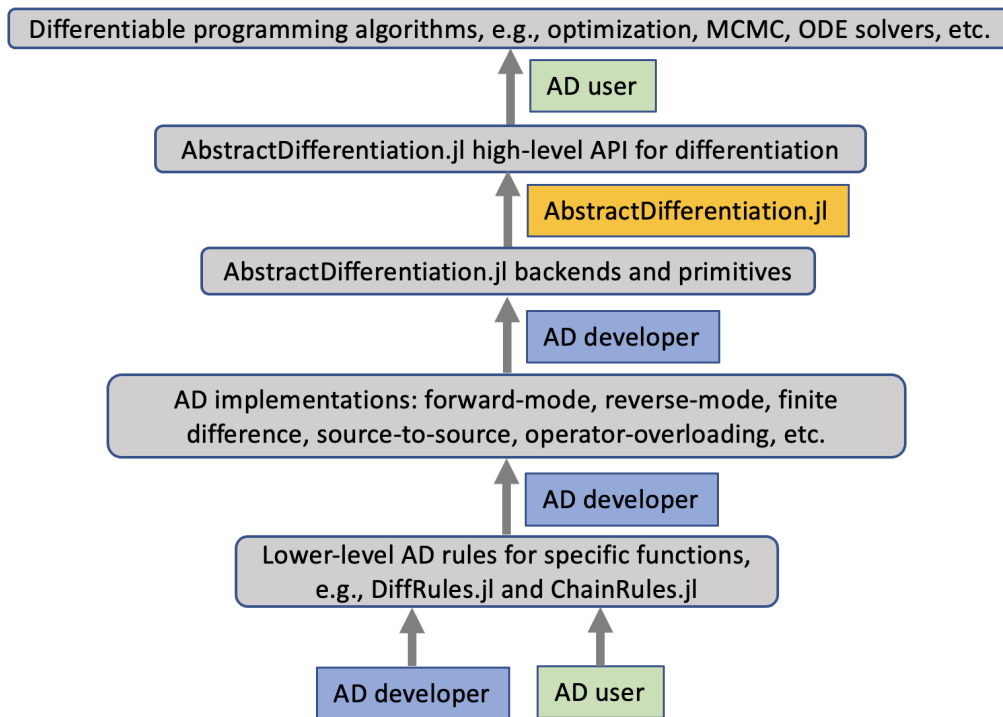 Differentiable programming algorithms, e.g., optimization, MCMC, ODE solvers, etc.
AD user
AbstractDifferentiation.jl high-level API for differentiation
AbstractDifferentiation.jl
AbstractDifferentiation.jl backends and primitives
AD developer
AD implementations: forward-mode, reverse-mode, finite
difference, source-to-source, operator-overloading, etc.
AD developer
Lower-level AD rules for specific functions,
e.g., DiffRules.jl and ChainRules.jl
AD developer
AD user